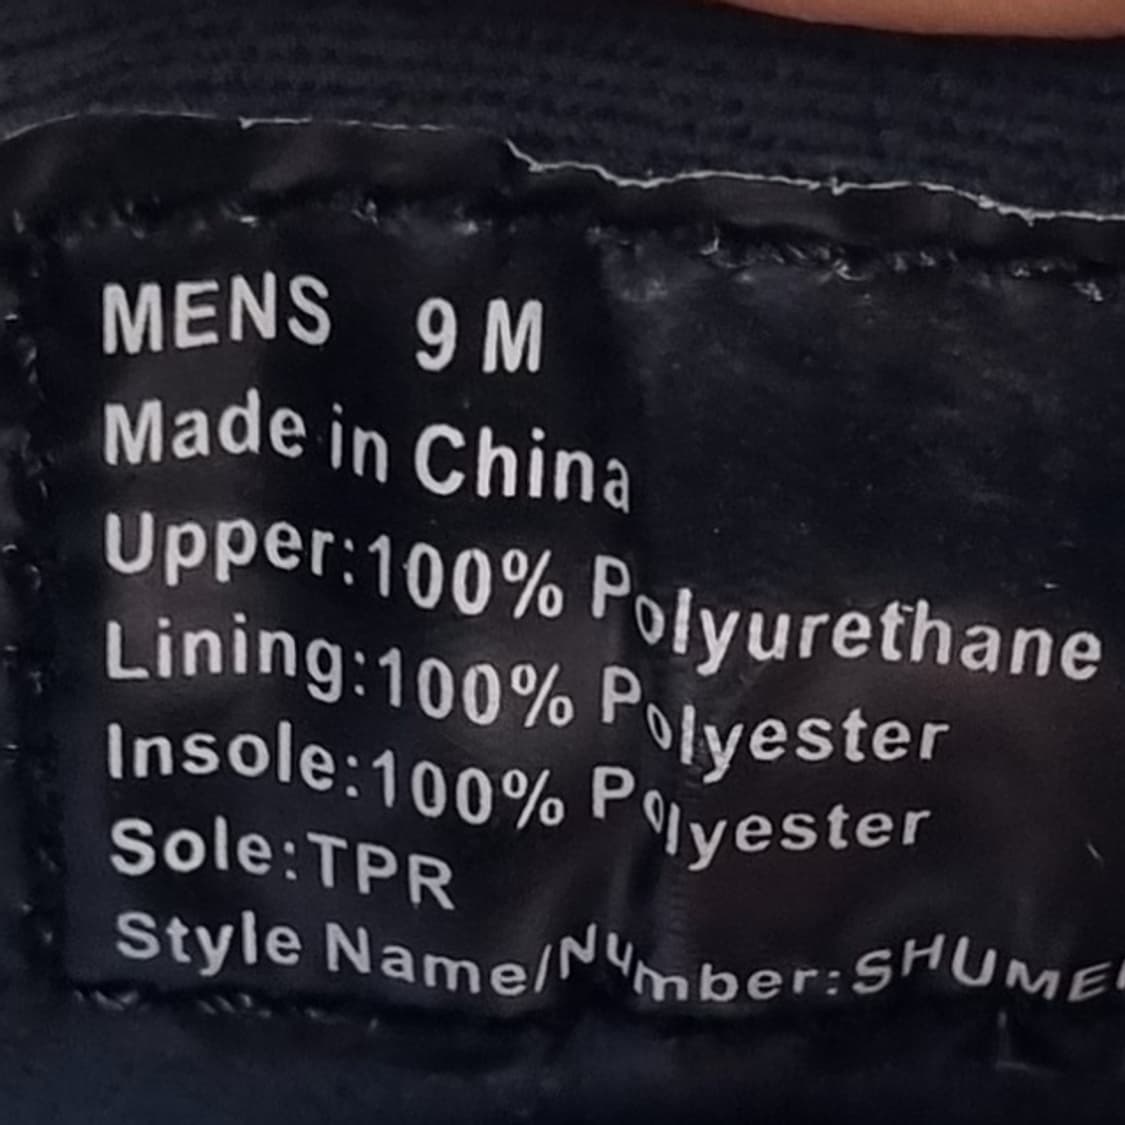 MENS 9 M
Made in China
Upper:100% Polyurethane
Lining:100% Polyester
Insole:100% Polyester
Sole:TPR
Style Name/Number: